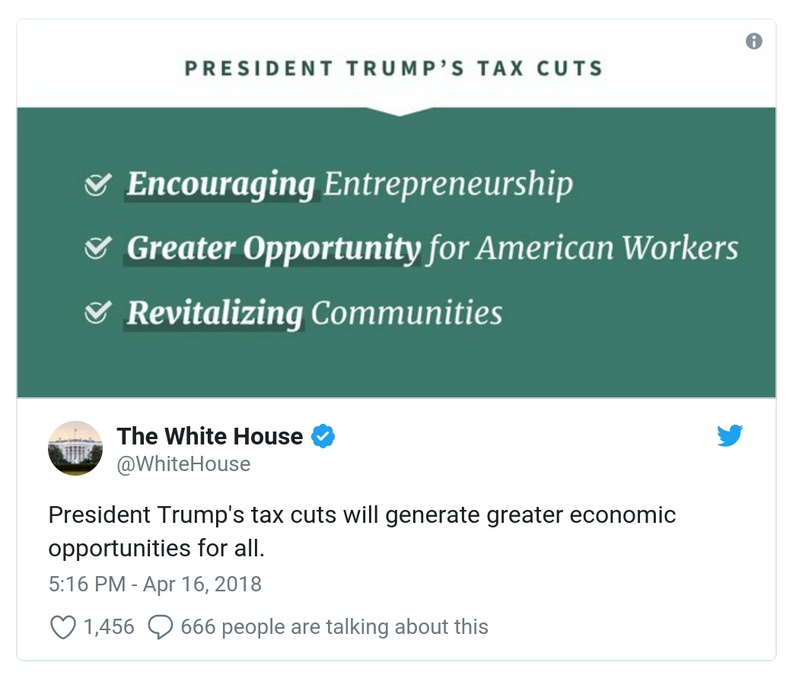 PRESIDENT TRUMP’S TAX CUTS
Encouraging Entrepreneurship
Greater Opportunity for American Workers
Revitalizing Communities
The White House
@WhiteHouse
President Trump's tax cuts will generate greater economic
opportunities for all.
5:16 PM - Apr 16, 2018
1,456 666 people are talking about this